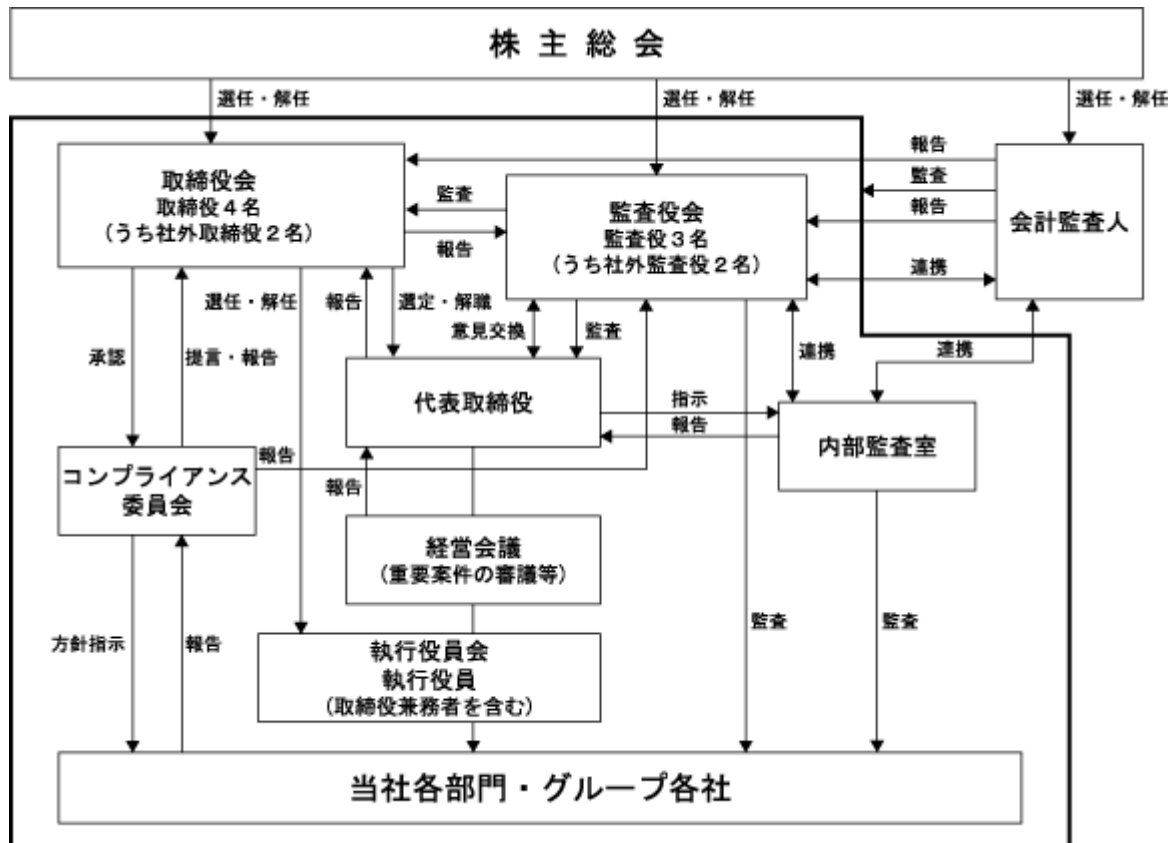 株主総会
選任・解任
選任・解任
選任・解任
取締役会
取締役４名
（うち社外取締役２名）
監査
報告
監査役会
監査役３名
（うち社外監査役２名）
報告
監査
報告
連携
会計監査人
承認
提言・報告
選任・解任
報告
選定・解職
意見交換
監査
連携
連携
代表取締役
指示
報告
内部監査室
コンプライアンス
委員会
報告
報告
経営会議
（重要案件の審議等）
方針指示
報告
執行役員会
執行役員
（取締役兼務者を含む）
監査
監査
当社各部門・グループ各社